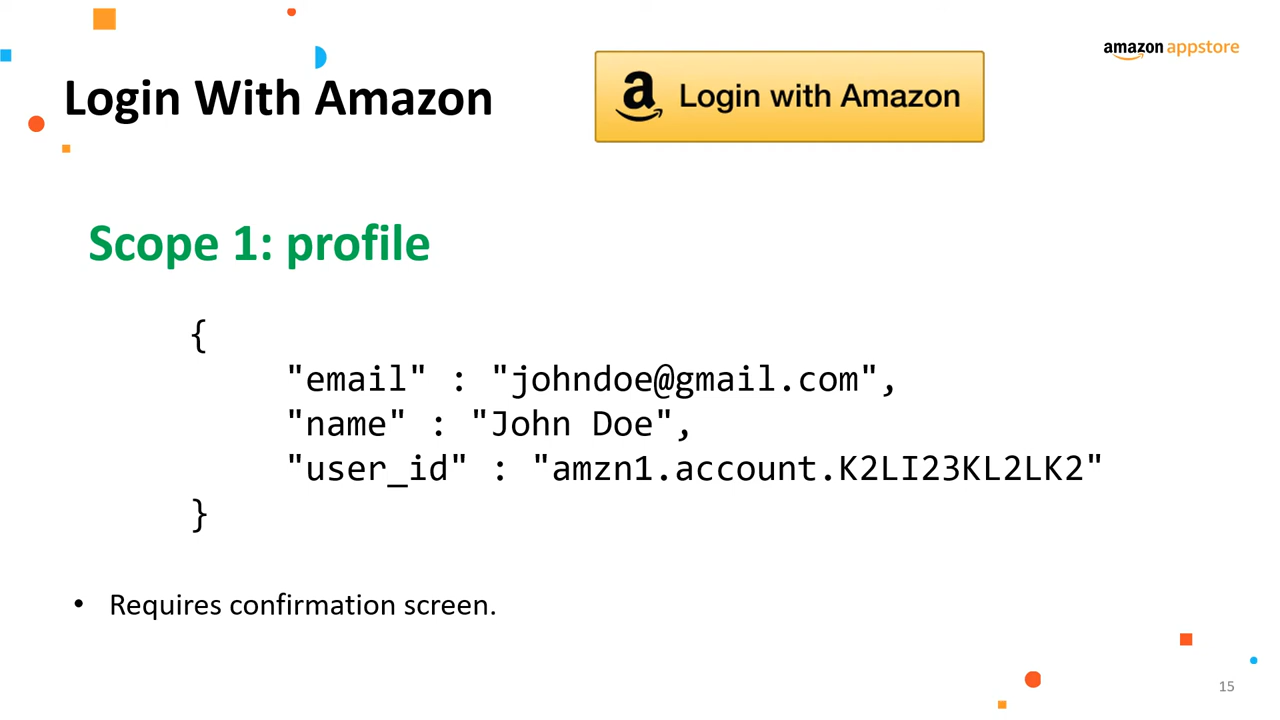 amazon appstore
Login With Amazon
a Login with Amazon
Scope 1: profile
{
"email" : "johndoe@gmail.com",
"name" : "John Doe",
"user_id" : "amzn1.account.K2LI23KL2LK2"
}
• Requires confirmation screen.
15